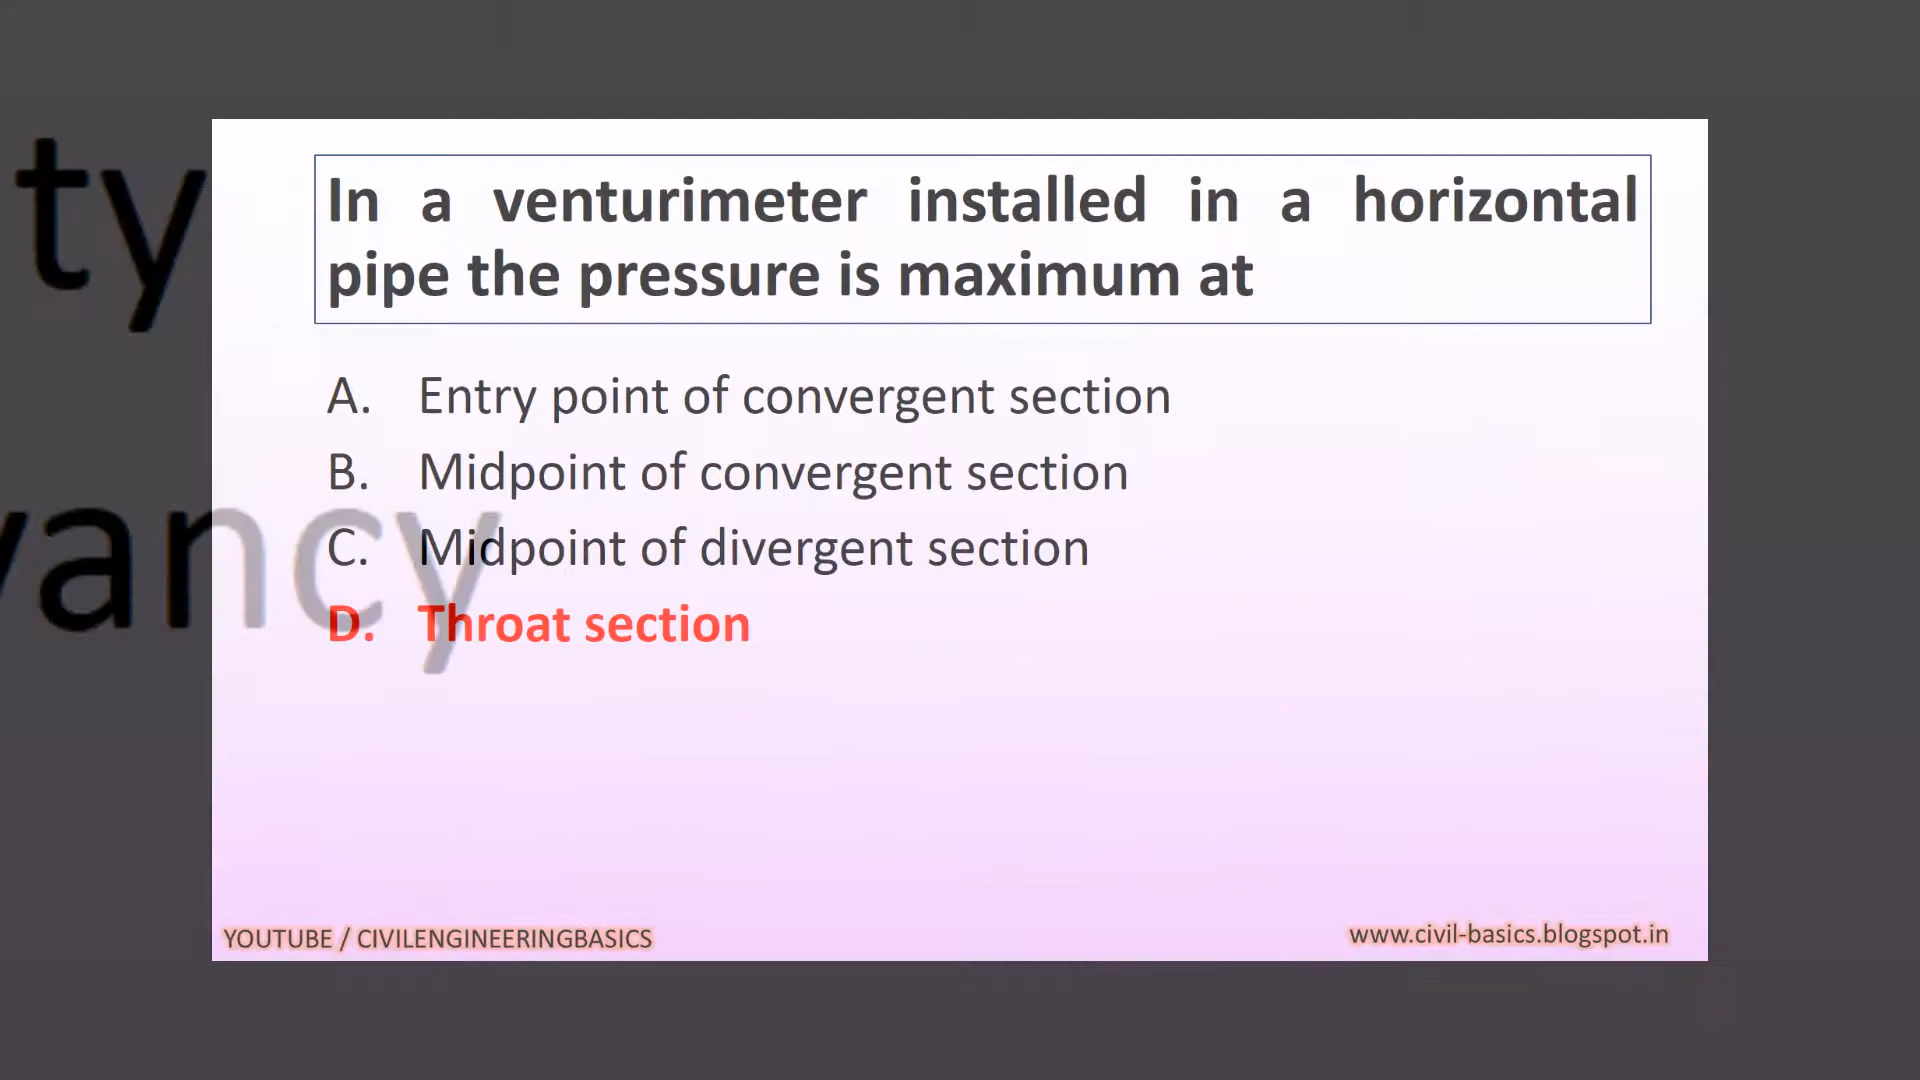 ty
In a venturimeter installed in a horizontal
pipe the pressure is maximum at
A. Entry point of convergent section
B. Midpoint of convergent section
vancy
C. Midpoint of divergent section
D. Throat section
YOUTUBE / CIVILENGINEERINGBASICS
www.civil-basics.blogspot.in